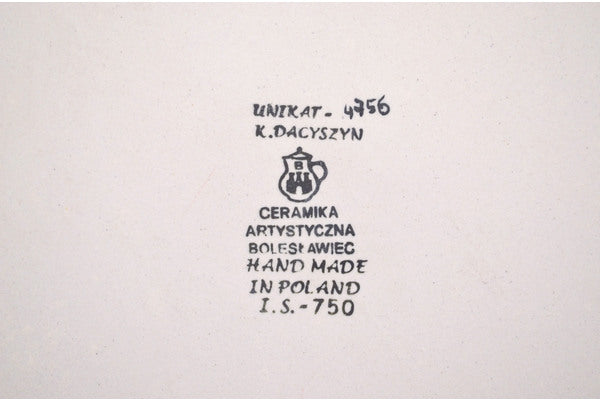 UNIKAT - 4756
K.DACYSZYN
B
CERAMIKA
ARTYSTYCZNA
BOLESŁAWIEC
HAND MADE
IN POLAND
I.S.-750